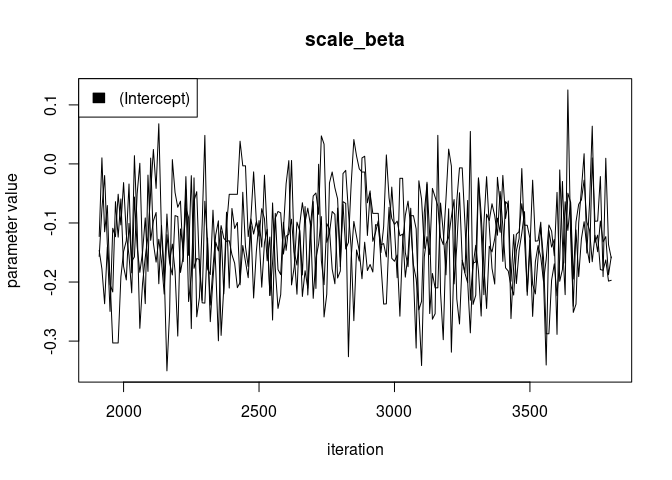 scale_beta
(Intercept)
0.1
0.0
-0.1
-0.2
-0.3
parameter value
2000 2500 3000 3500
iteration